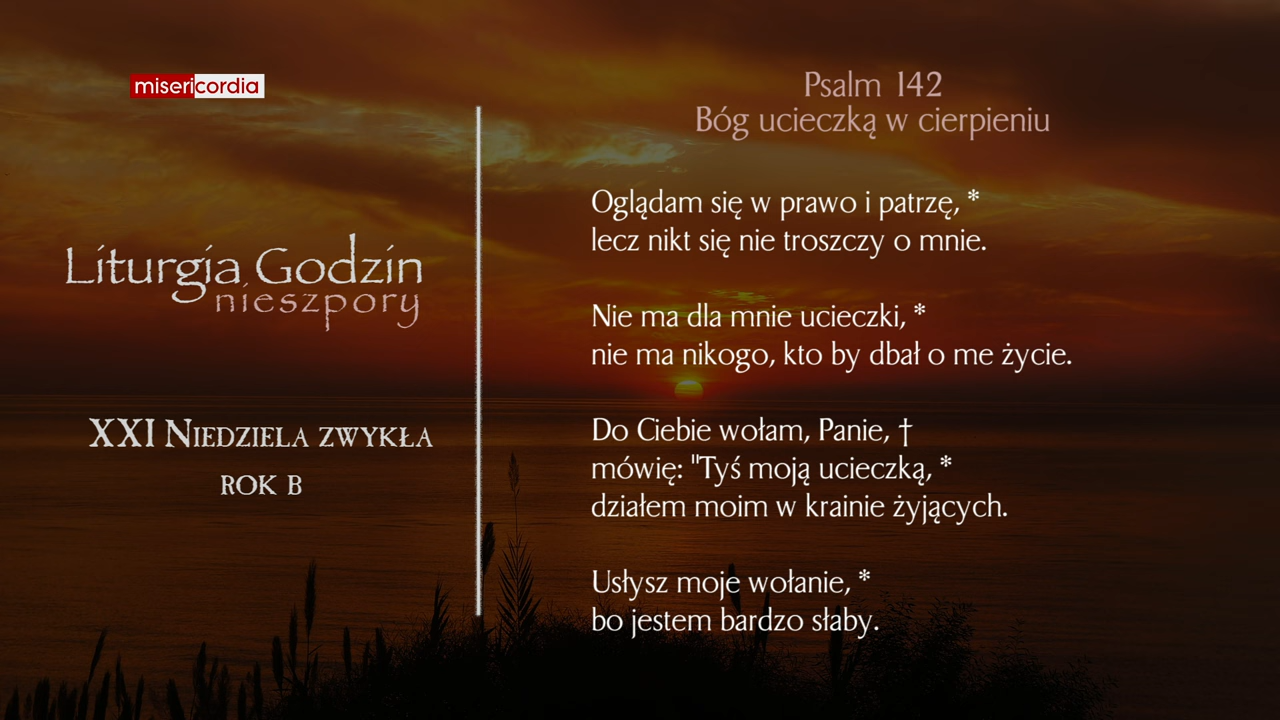 misericordia
Liturgia Godzin
nieszpory
XXI Niedziela zwykła
rok B
Psalm 142
Bóg ucieczką w cierpieniu
Oglądam się w prawo i patrzę, *
lecz nikt się nie troszczy o mnie.
Nie ma dla mnie ucieczki, *
nie ma nikogo, kto by dbał o me życie.
Do Ciebie wołam, Panie, †
mówię: "Tyś moją ucieczką, *
działem moim w krainie żyjących.
Usłysz moje wołanie, *
bo jestem bardzo słaby.